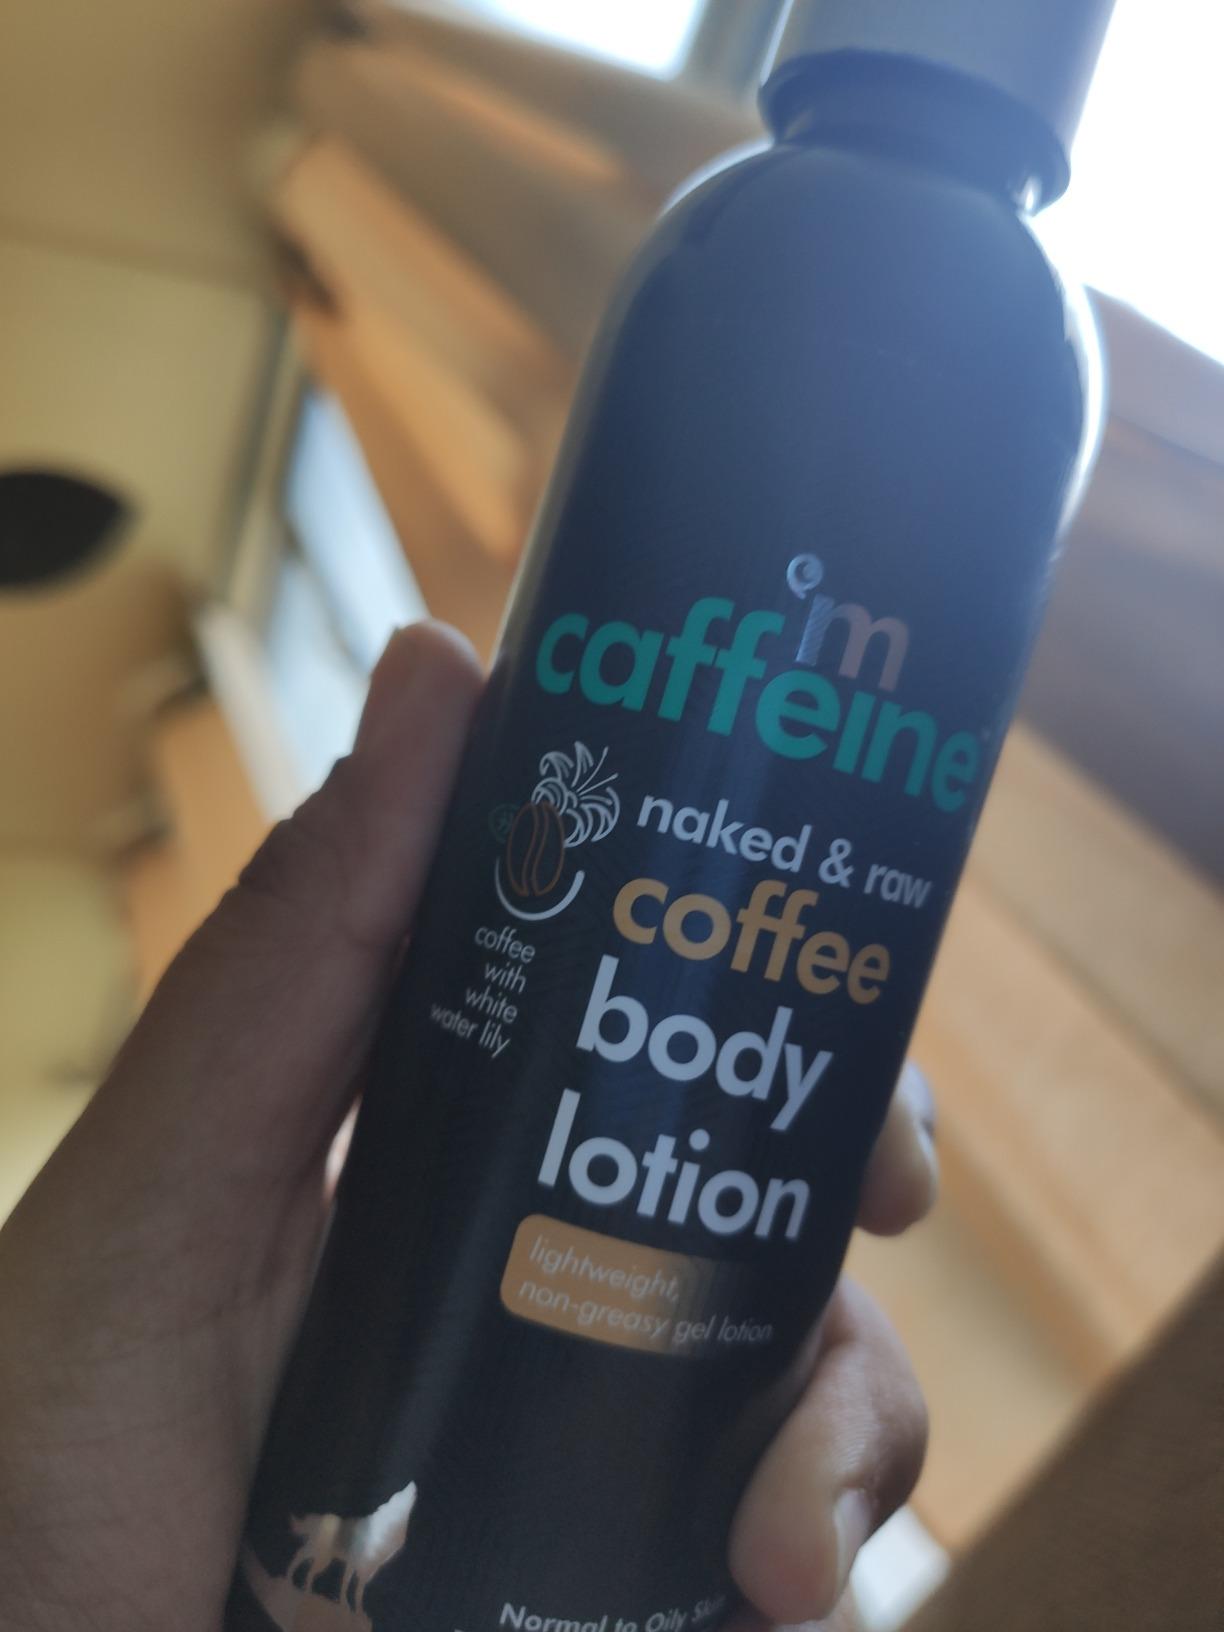 m
caffeine
naked & raw
coffee
body
lotion
coffee
with
white
water lily
lightweight,
non-greasy gel lotion
Normal to Oily Skin